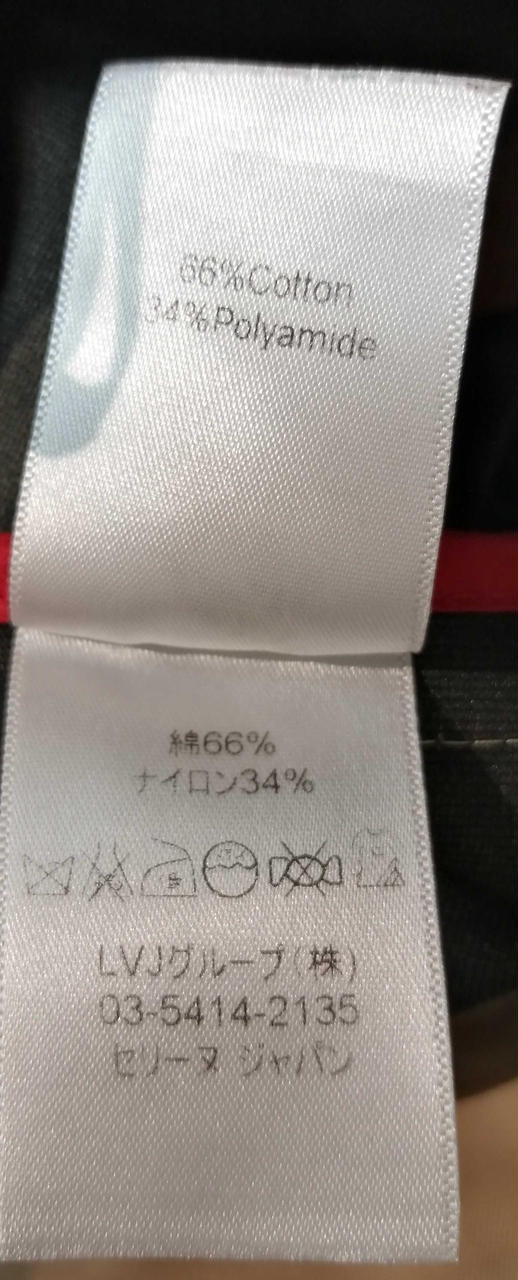 66%Cotton
34%Polyamide
綿66%
ナイロン34%
LVJグループ(株)
03-5414-2135
セリーヌ ジャパン